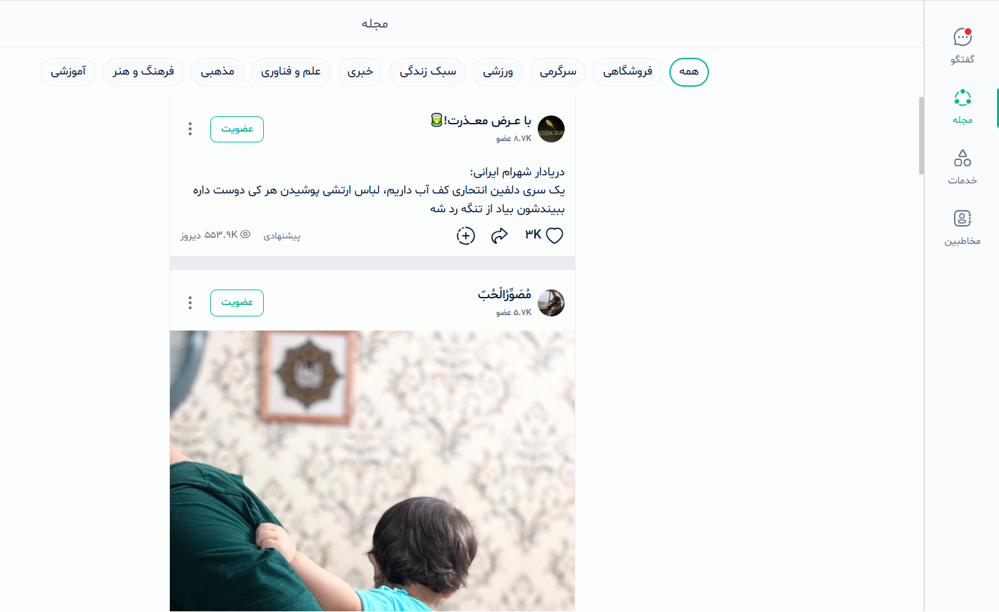 مجله
همه
فروشگاهی
سرگرمی
ورزشی
سبک زندگی
خبری
علم و فناوری
مذهبی
فرهنگ و هنر
آموزشی
گفتگو
مجله
خدمات
مخاطبین
با عـرض معـذرت!🥫
۸.۷K عضو
عضویت
دریادار شهرام ایرانی:
یک سری دلفین انتحاری کف آب داریم، لباس ارتشی پوشیدن هر کی دوست داره
ببیندشون بیاد از تنگه رد شه
۳K
پیشنهادی
۵۵۳.۹K دیروز
مُصَوِّرُالْحُبّ
۵.۷K عضو
عضویت